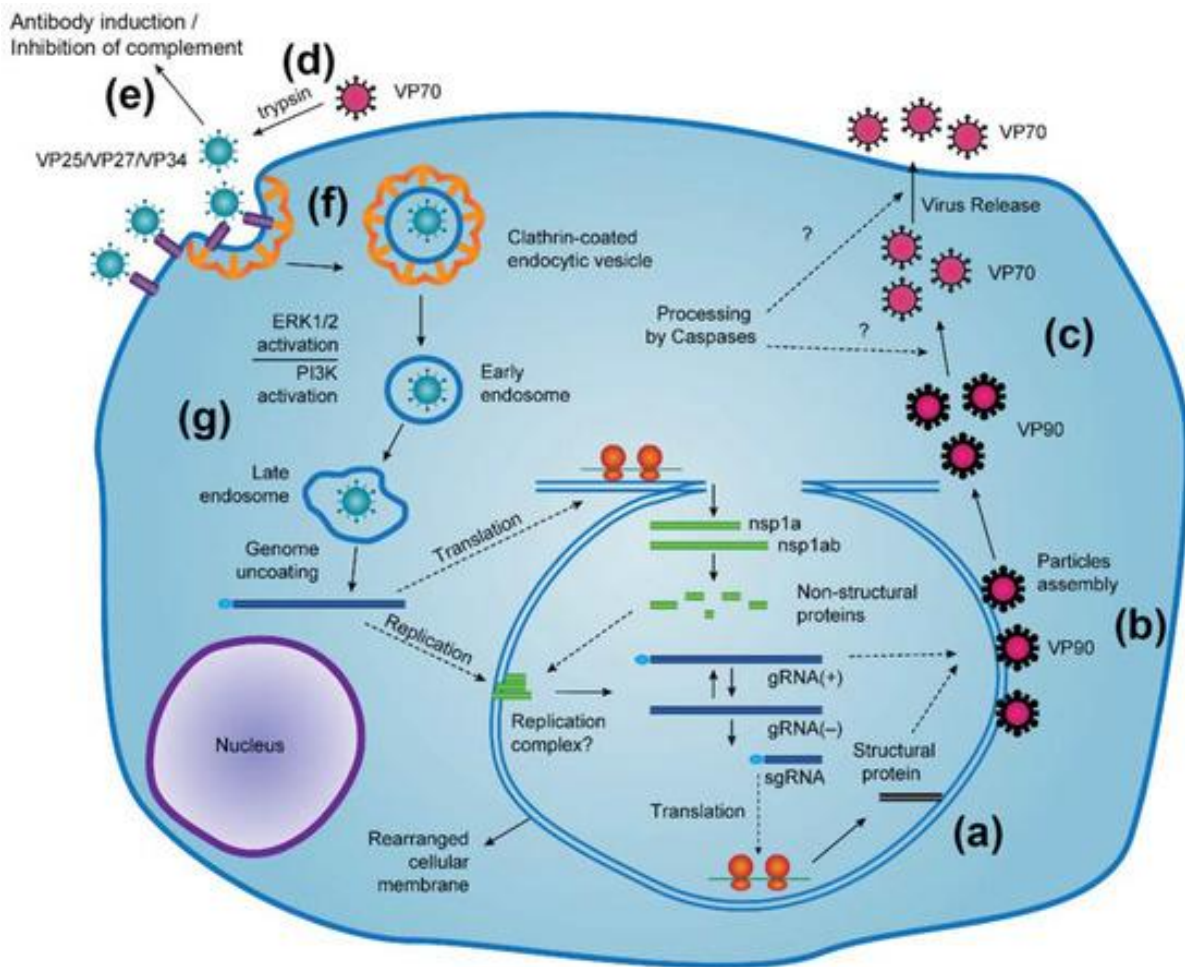 Antibody induction /
Inhibition of complement
(d)
(e)
trypsin
VP70
VP25/VP27/VP34
(f)
Clathrin-coated
endocytic vesicle
ERK1/2
activation
PI3K
activation
Early
endosome
(g)
Late
endosome
Genome
uncoating
Translation
Replication
Nucleus
Rearranged
cellular
membrane
nsp1a
nsp1ab
Non-structural
proteins
gRNA(+)
gRNA(–)
sgRNA
Replication
complex?
Translation
Structural
protein
(a)
Particles
assembly
(b)
VP90
VP90
(c)
Processing
by Caspases
?
?
VP70
Virus Release
VP70